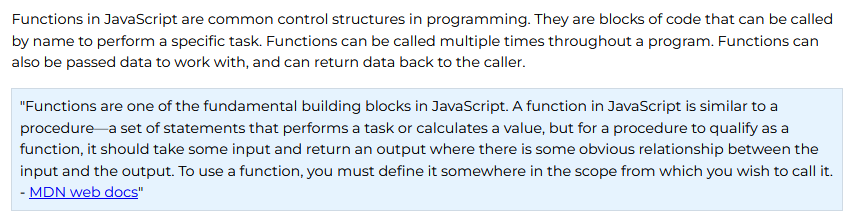 Functions in JavaScript are common control structures in programming. They are blocks of code that can be called
by name to perform a specific task. Functions can be called multiple times throughout a program. Functions can
also be passed data to work with, and can return data back to the caller.
"Functions are one of the fundamental building blocks in JavaScript. A function in JavaScript is similar to a
procedure—a set of statements that performs a task or calculates a value, but for a procedure to qualify as a
function, it should take some input and return an output where there is some obvious relationship between the
input and the output. To use a function, you must define it somewhere in the scope from which you wish to call it.
- MDN web docs"